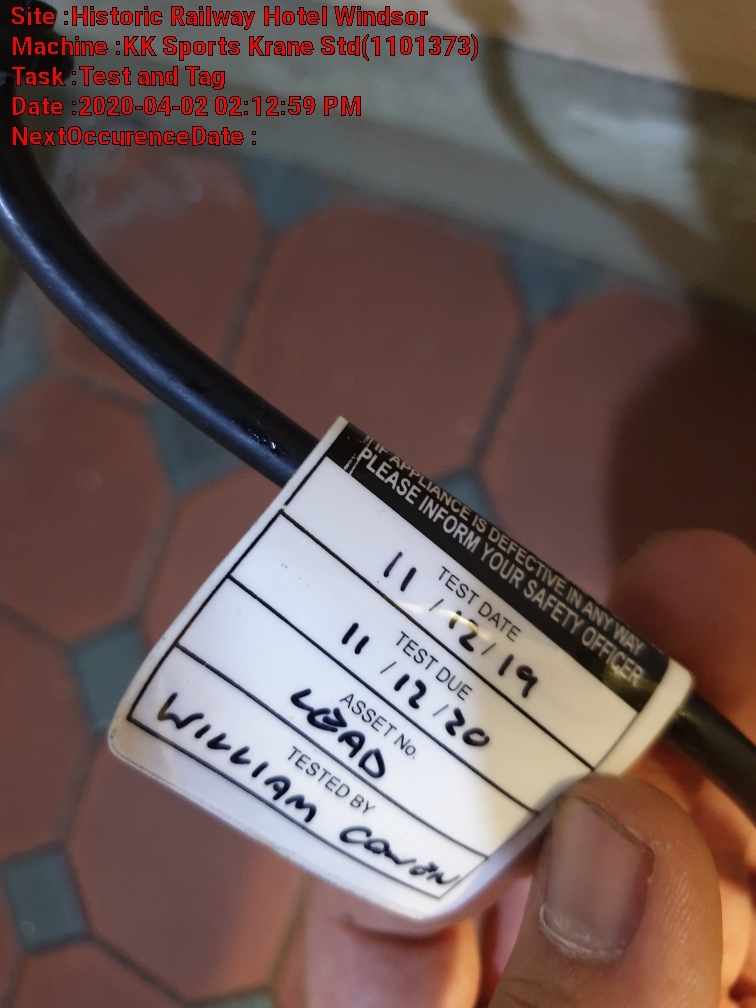 Site :Historic Railway Hotel Windsor
Machine :KK Sports Krane Std(1101373)
Task :Test and Tag
Date :2020-04-02 02:12:59 PM
NextOccurenceDate :
IF APPLIANCE IS DEFECTIVE IN ANY WAY
PLEASE INFORM YOUR SAFETY OFFICER
TEST DATE
11/12/19
TEST DUE
11/12/20
ASSET No.
LEAD
TESTED BY
WILLIAM